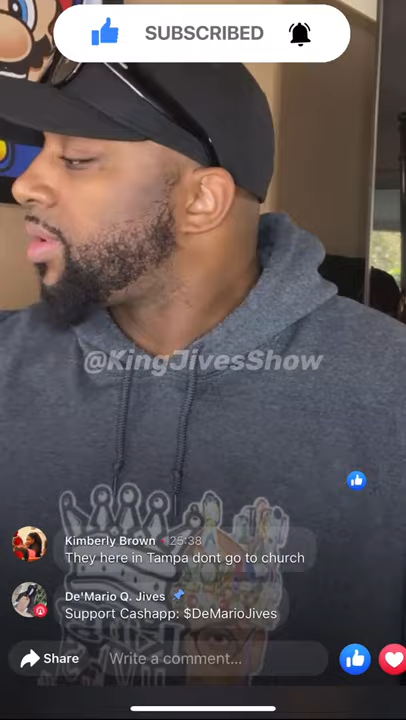 SUBSCRIBED
@KingJivesShow
Kimberly Brown 25:38
They here in Tampa dont go to church
De'Mario Q. Jives
Support Cashapp: $DeMarioJives
Share
Write a comment...